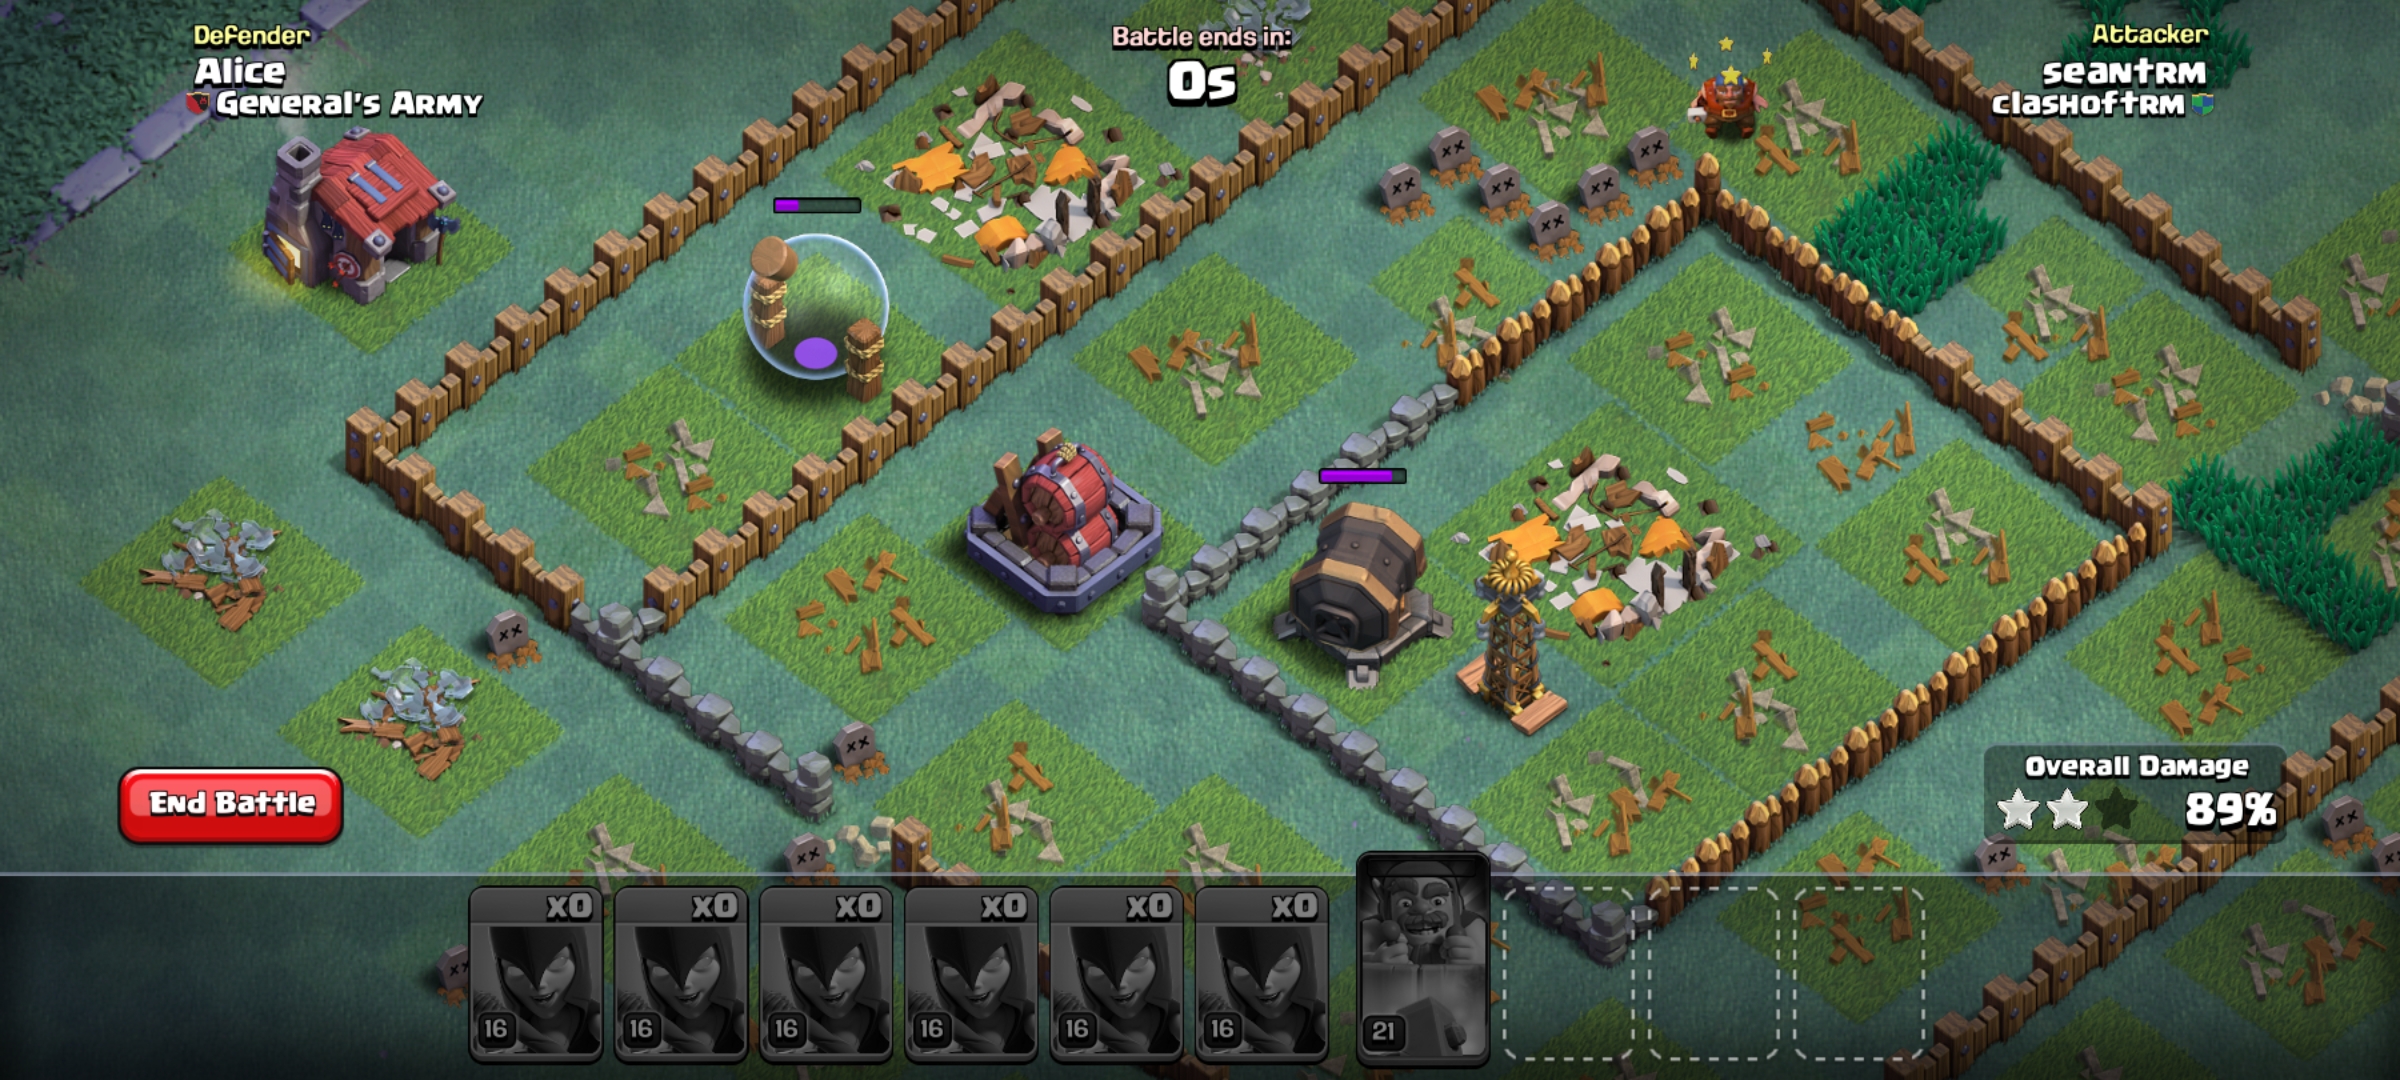 Defender
Alice
General's Army
Battle ends in:
0s
Attacker
seantRM
clashoftRM
End Battle
Overall Damage
89%
x0 x0 x0 x0 x0 x0
16 16 16 16 16 16 21